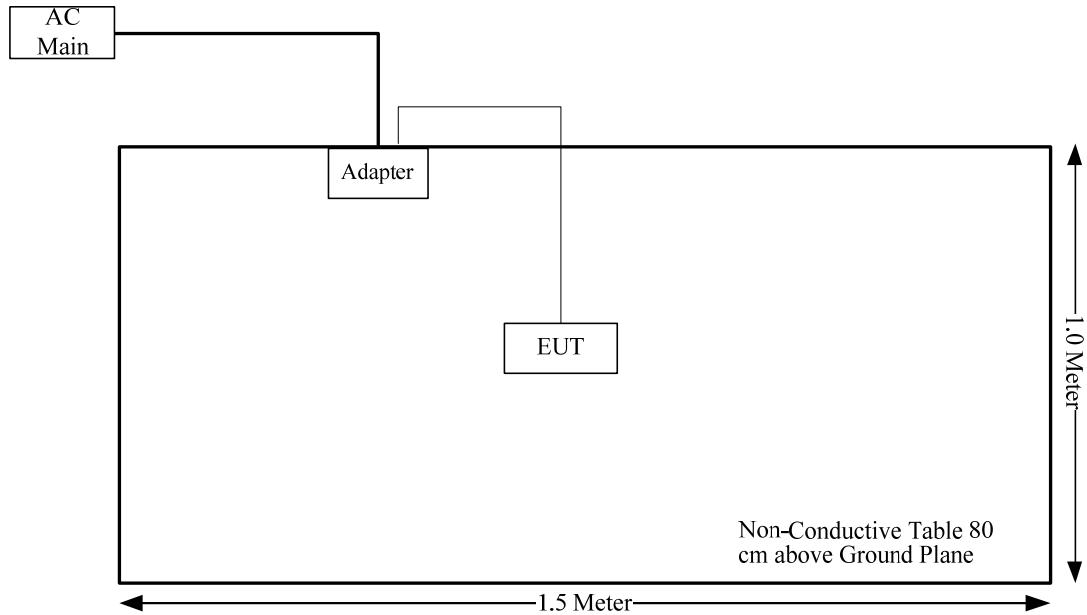 AC
Main
Adapter
EUT
1.0 Meter
Non-Conductive Table 80
cm above Ground Plane
1.5 Meter